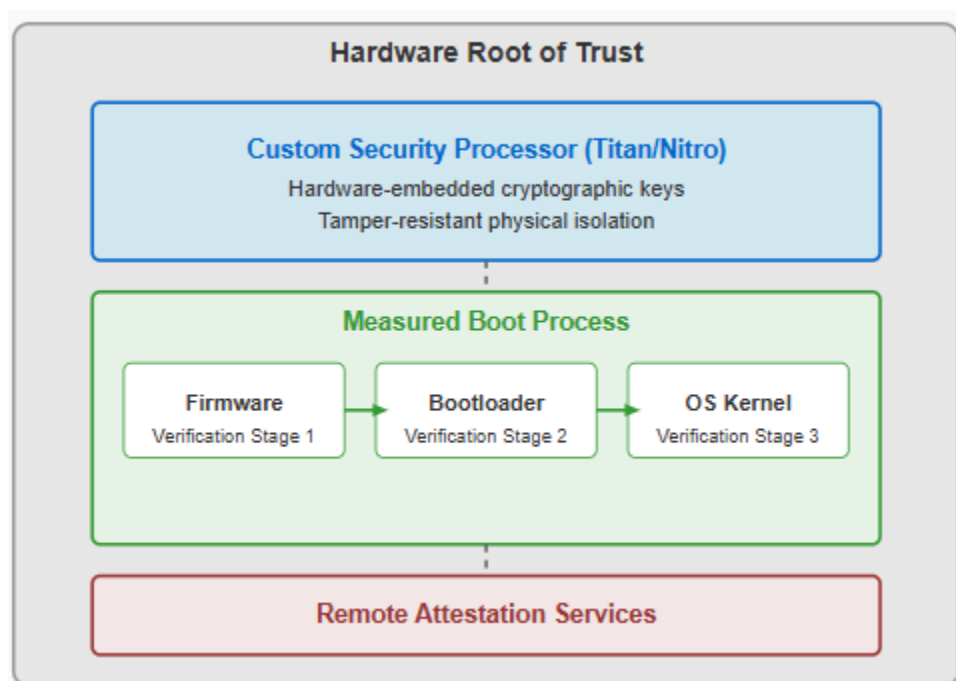 Hardware Root of Trust
Custom Security Processor (Titan/Nitro)
Hardware-embedded cryptographic keys
Tamper-resistant physical isolation
Measured Boot Process
Firmware
Verification Stage 1
Bootloader
Verification Stage 2
OS Kernel
Verification Stage 3
Remote Attestation Services